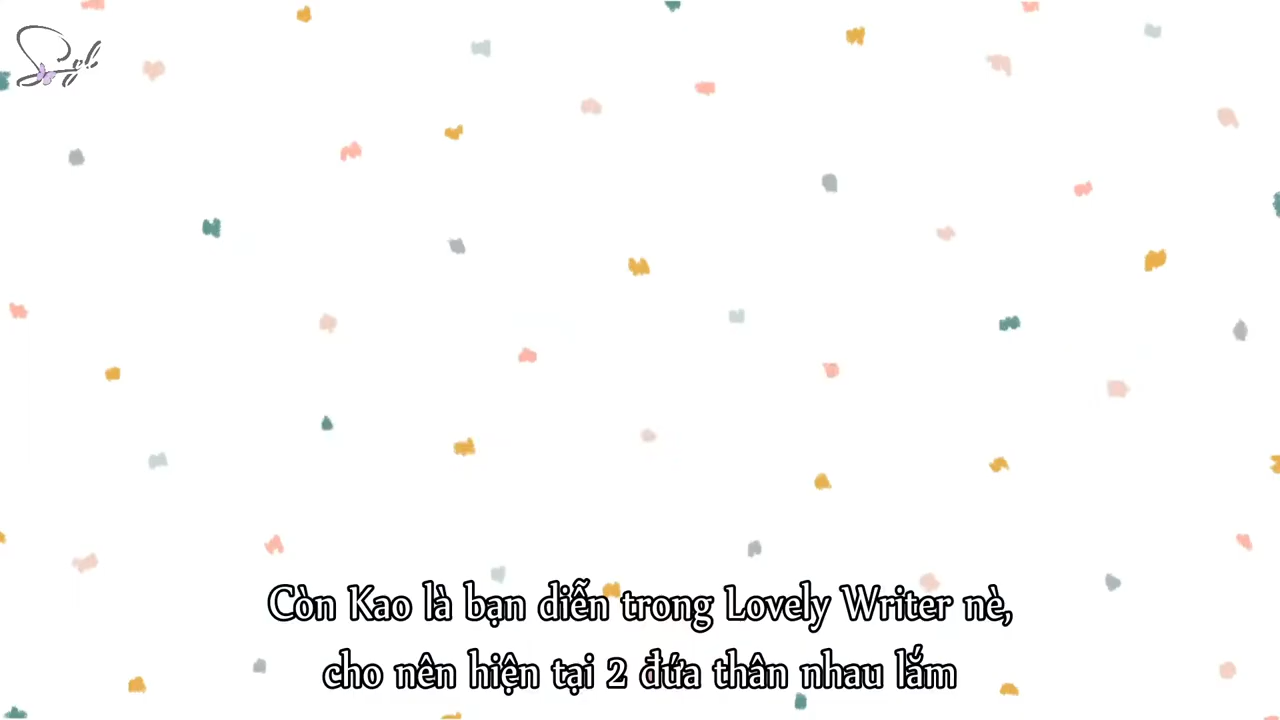 Còn Kao là bạn diễn trong Lovely Writer nè,
cho nên hiện tại 2 đứa thân nhau lắm